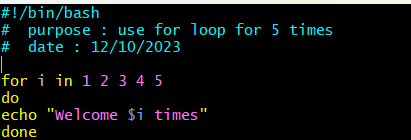 #!/bin/bash
#  purpose : use for loop for 5 times
#  date : 12/10/2023
for i in 1 2 3 4 5
do
echo "Welcome $i times"
done